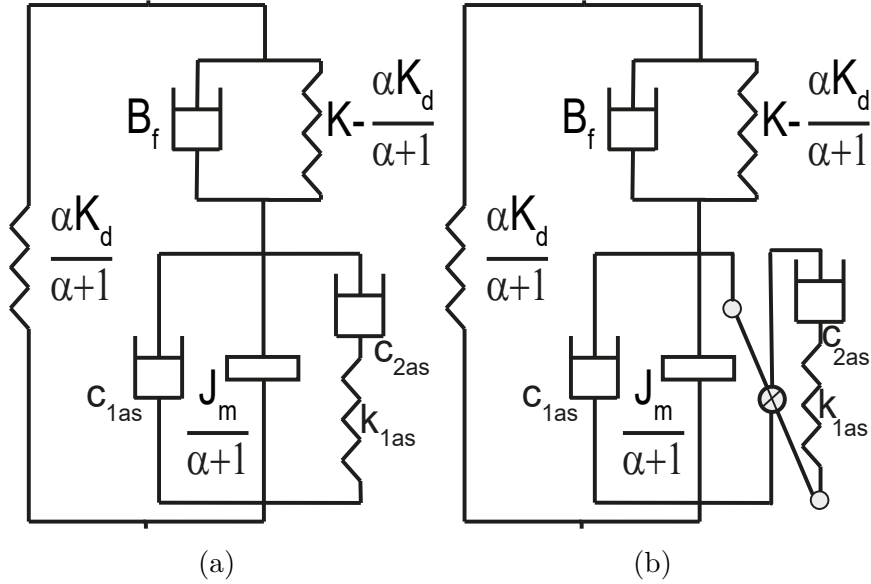 B_f
K- αK_d / α+1
αK_d / α+1
c_1as
J_m / α+1
c_2as
k_1as
(a)
B_f
K- αK_d / α+1
αK_d / α+1
c_1as
J_m / α+1
c_2as
k_1as
(b)